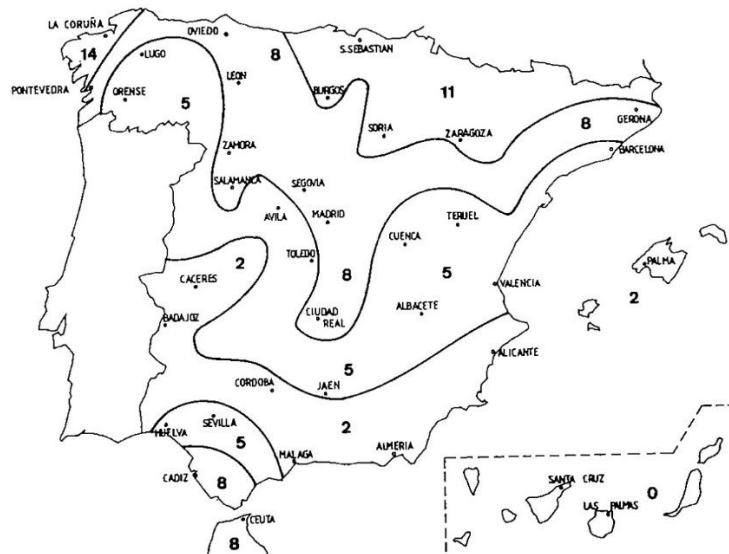 LA CORUÑA
OVIEDO
S.SEBASTIAN
14
LUGO
8
LEON
11
PONTEVEDRA
ORENSE
5
BURGOS
GERONA
8
SORIA
ZARAGOZA
BARCELONA
ZAMORA
SALAMANCA
SEGOVIA
AVILA
MADRID
TERUEL
CUENCA
2
TOLEDO
PALMA
8
5
CACERES
VALENCIA
2
BADAJOZ
CIUDAD
REAL
ALBACETE
ALICANTE
5
CORDOBA
JAEN
SEVILLA
2
HUELVA
5
MALAGA
ALMERIA
CADIZ
8
SANTA CRUZ
0
LAS PALMAS
CEUTA
8